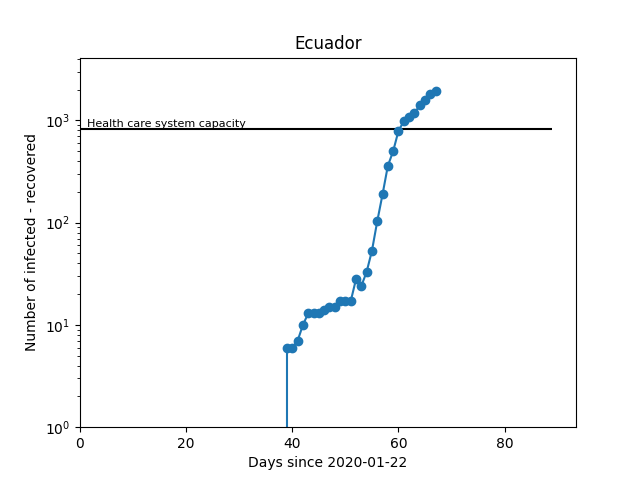 Ecuador
Number of infected - recovered
10³
10²
10¹
10⁰
Health care system capacity
0 20 40 60 80
Days since 2020-01-22